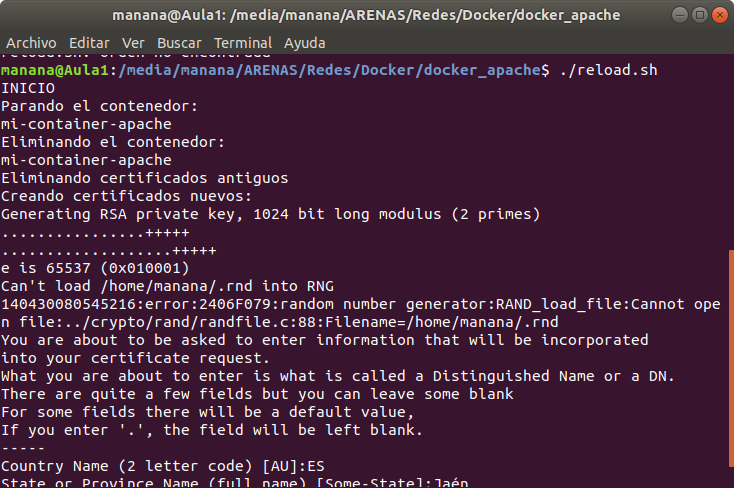 manana@Aula1: /media/manana/ARENAS/Redes/Docker/docker_apache
Archivo Editar Ver Buscar Terminal Ayuda
manana@Aula1:/media/manana/ARENAS/Redes/Docker/docker_apache$ ./reload.sh
INICIO
Parando el contenedor:
mi-container-apache
Eliminando el contenedor:
mi-container-apache
Eliminando certificados antiguos
Creando certificados nuevos:
Generating RSA private key, 1024 bit long modulus (2 primes)
................+++++
...................+++++
e is 65537 (0x010001)
Can't load /home/manana/.rnd into RNG
140430080545216:error:2406F079:random number generator:RAND_load_file:Cannot ope
n file:../crypto/rand/randfile.c:88:Filename=/home/manana/.rnd
You are about to be asked to enter information that will be incorporated
into your certificate request.
What you are about to enter is what is called a Distinguished Name or a DN.
There are quite a few fields but you can leave some blank
For some fields there will be a default value,
If you enter '.', the field will be left blank.
-----
Country Name (2 letter code) [AU]:ES
State or Province Name (full name) [Some-State]:Jaén